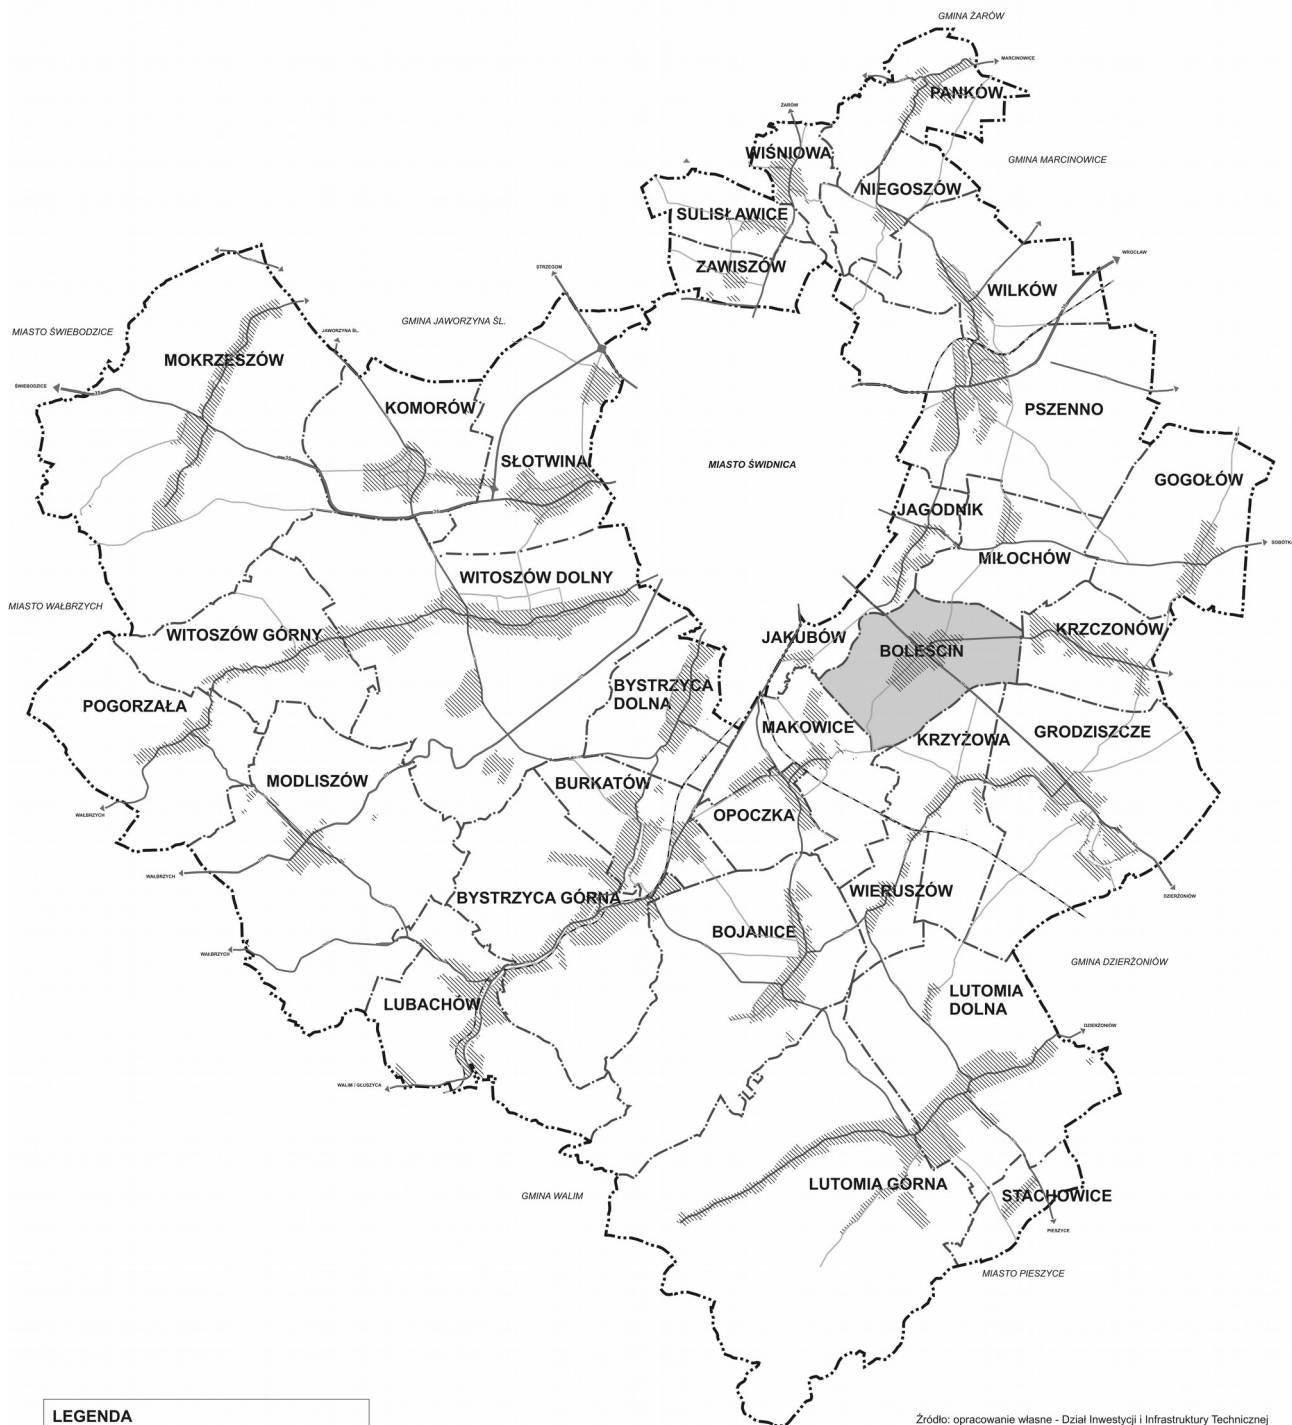 GMINA ŻARÓW
MARCINOWICE
PANKÓW
ŻARÓW
WIŚNIOWA
GMINA MARCINOWICE
NIEGOSZÓW
SULISŁAWICE
ZAWISZÓW
WROCŁAW
STRZEGOM
WILKÓW
MIASTO ŚWIEBODZICE
GMINA JAWORZYNA ŚL.
JAWORZYNA ŚL.
MOKRZESZÓW
ŚWIEBODZICE
KOMORÓW
PSZENNO
SŁOTWINA
MIASTO ŚWIDNICA
GOGOŁÓW
JAGODNIK
SOBÓTKA
MIŁOCHÓW
WITOSZÓW DOLNY
MIASTO WAŁBRZYCH
WITOSZÓW GÓRNY
JAKUBÓW
KRZCZONÓW
BOLEŚCIN
BYSTRZYCA
DOLNA
POGORZAŁA
MAKOWICE
KRZYŻOWA
GRODZISZCZE
MODLISZÓW
BURKATÓW
WAŁBRZYCH
OPOCZKA
WAŁBRZYCH
WIERUSZÓW
DZIERŻONIÓW
BYSTRZYCA GÓRNA
BOJANICE
WAŁBRZYCH
GMINA DZIERŻONIÓW
LUBACHÓW
LUTOMIA
DOLNA
DZIERŻONIÓW
WALIM / GŁUSZYCA
LUTOMIA GÓRNA
GMINA WALIM
STACHOWICE
PIESZYCE
MIASTO PIESZYCE
LEGENDA
Źródło: opracowanie własne - Dział Inwestycji i Infrastruktury Technicznej